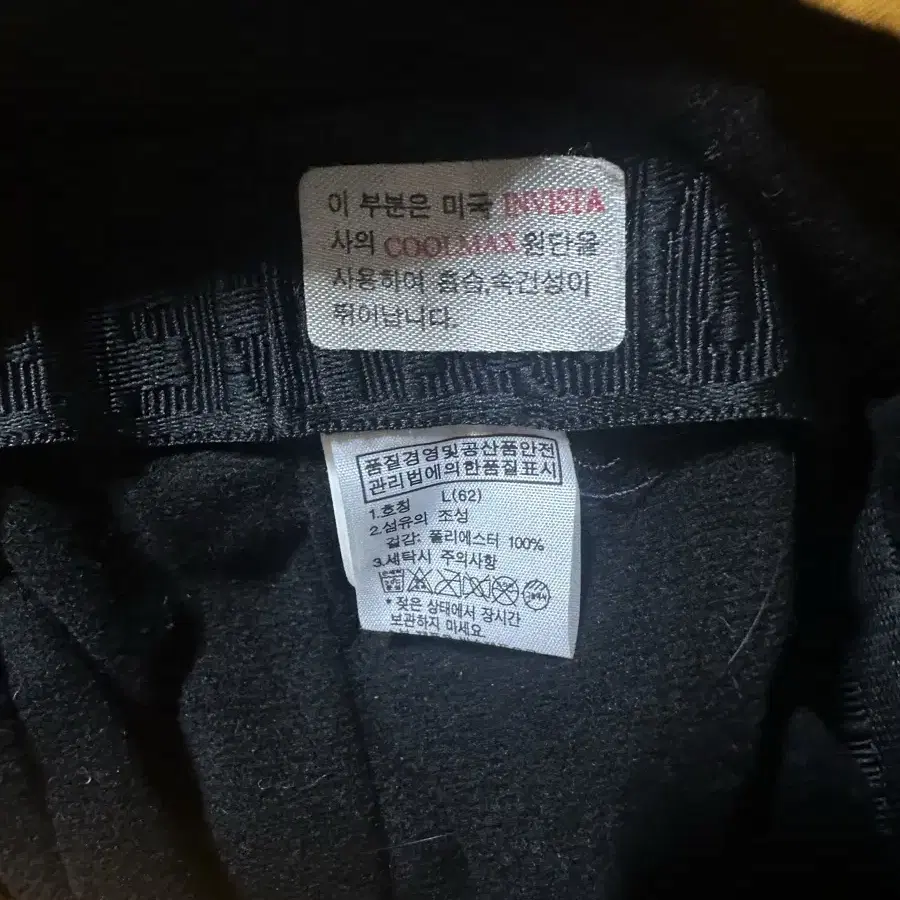 이 부분은 미국 INVISTA
사의 COOLMAX 원단을
사용하여 흡습,속건성이
뛰어납니다.
품질경영및공산품안전
관리법에의한품질표시
1.호칭 L(62)
2.섬유의 조성
겉감: 폴리에스터 100%
3.세탁시 주의사항
* 젖은 상태에서 장시간
보관하지 마세요